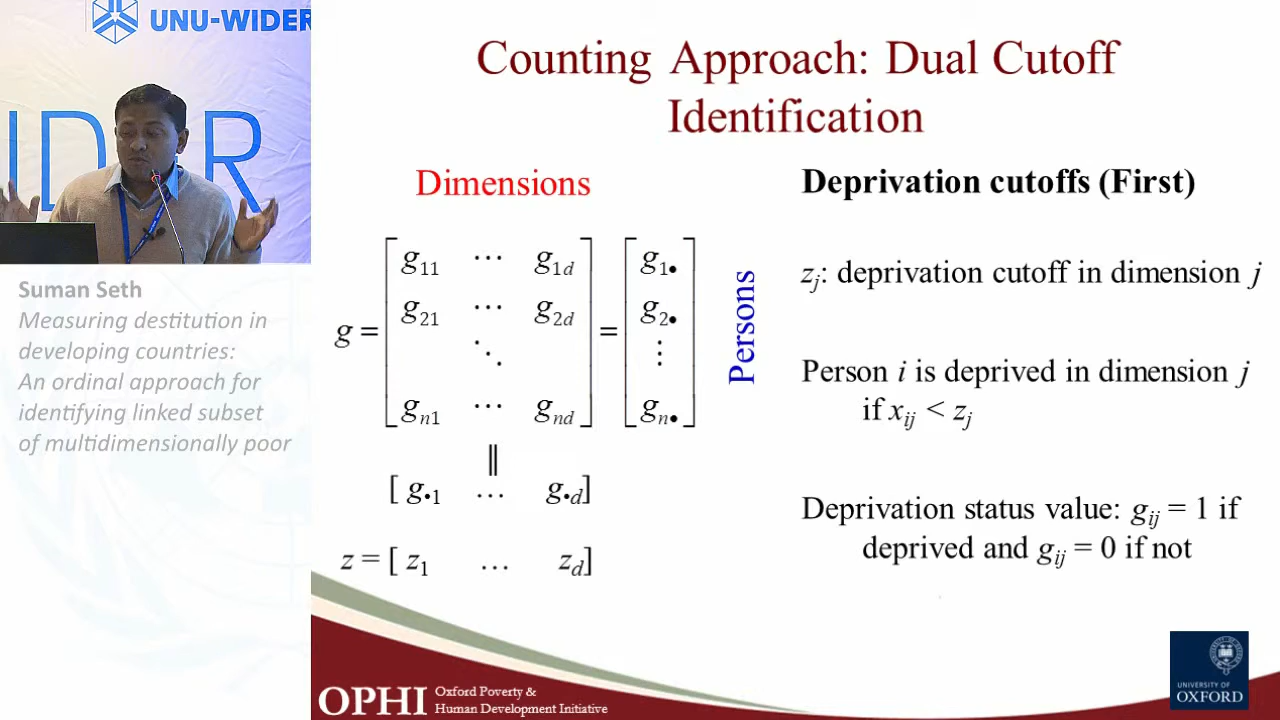 UNU-WIDER
IDER
Suman Seth
Measuring destitution in
developing countries:
An ordinal approach for
identifying linked subset
of multidimensionally poor
Counting Approach: Dual Cutoff
Identification
Dimensions
g = [ g11 ⋯ g1d ] = [ g1• ]
[ g21 ⋯ g2d ] [ g2• ]
⋱ ⋮
[ gn1 ⋯ gnd ] [ gn• ]
||
[ g•1 … g•d ]
z = [ z1 … zd ]
Persons
Deprivation cutoffs (First)
zj: deprivation cutoff in dimension j
Person i is deprived in dimension j
if xij < zj
Deprivation status value: gij = 1 if
deprived and gij = 0 if not
OPHI
Oxford Poverty &
Human Development Initiative
UNIVERSITY OF
OXFORD